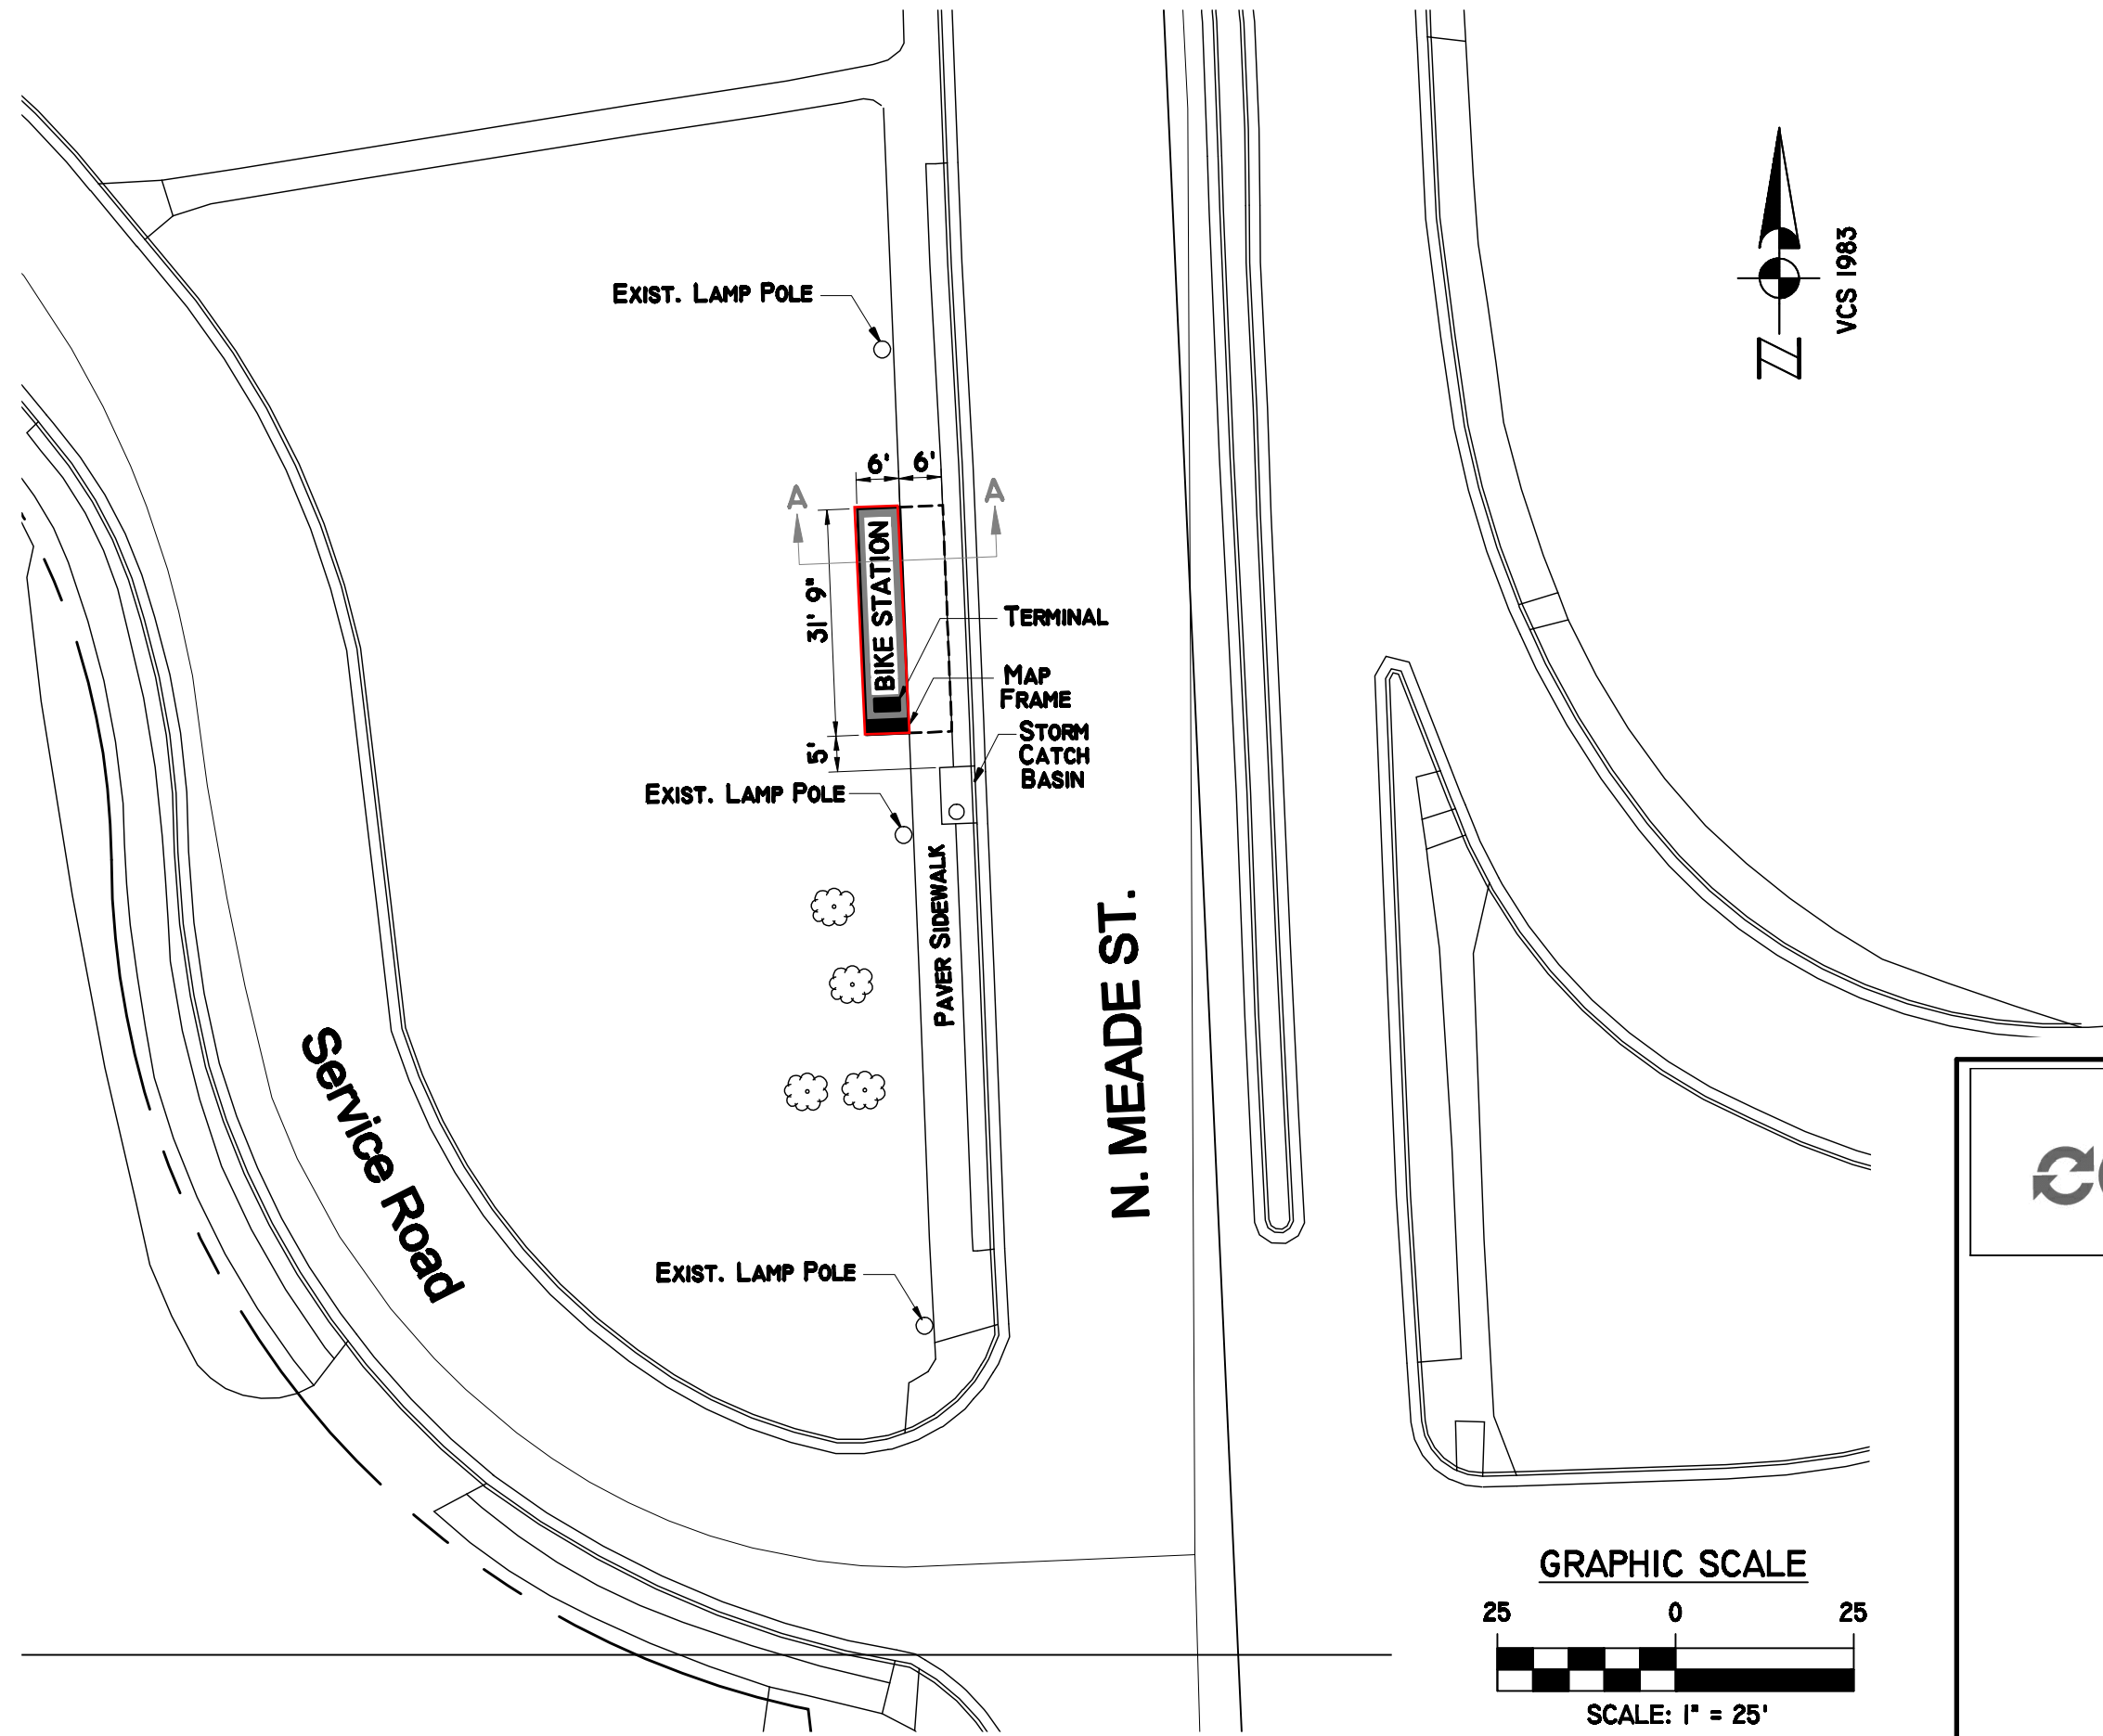 VCS 1983
N
EXIST. LAMP POLE
6' 6'
A A
BIKE STATION
31' 9"
TERMINAL
MAP
FRAME
STORM
CATCH
BASIN
5'
EXIST. LAMP POLE
PAVER SIDEWALK
N. MEADE ST.
Service Road
EXIST. LAMP POLE
GRAPHIC SCALE
25 0 25
SCALE: 1" = 25'